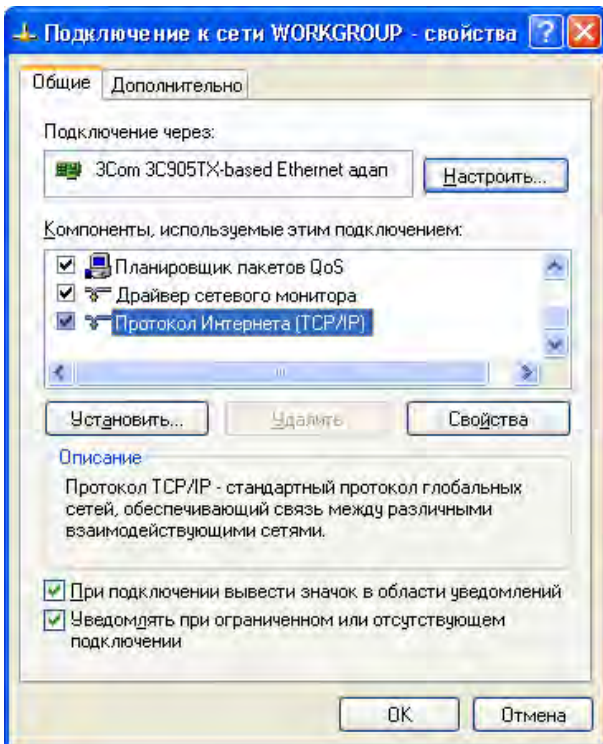 Подключение к сети WORKGROUP - свойства
Общие
Дополнительно
Подключение через:
3Com 3C905TX-based Ethernet адап
Настроить...
Компоненты, используемые этим подключением:
Планировщик пакетов QoS
Драйвер сетевого монитора
Протокол Интернета (TCP/IP)
Установить...
Удалить
Свойства
Описание
Протокол TCP/IP - стандартный протокол глобальных
сетей, обеспечивающий связь между различными
взаимодействующими сетями.
При подключении вывести значок в области уведомлений
Уведомлять при ограниченном или отсутствующем
подключении
OK
Отмена